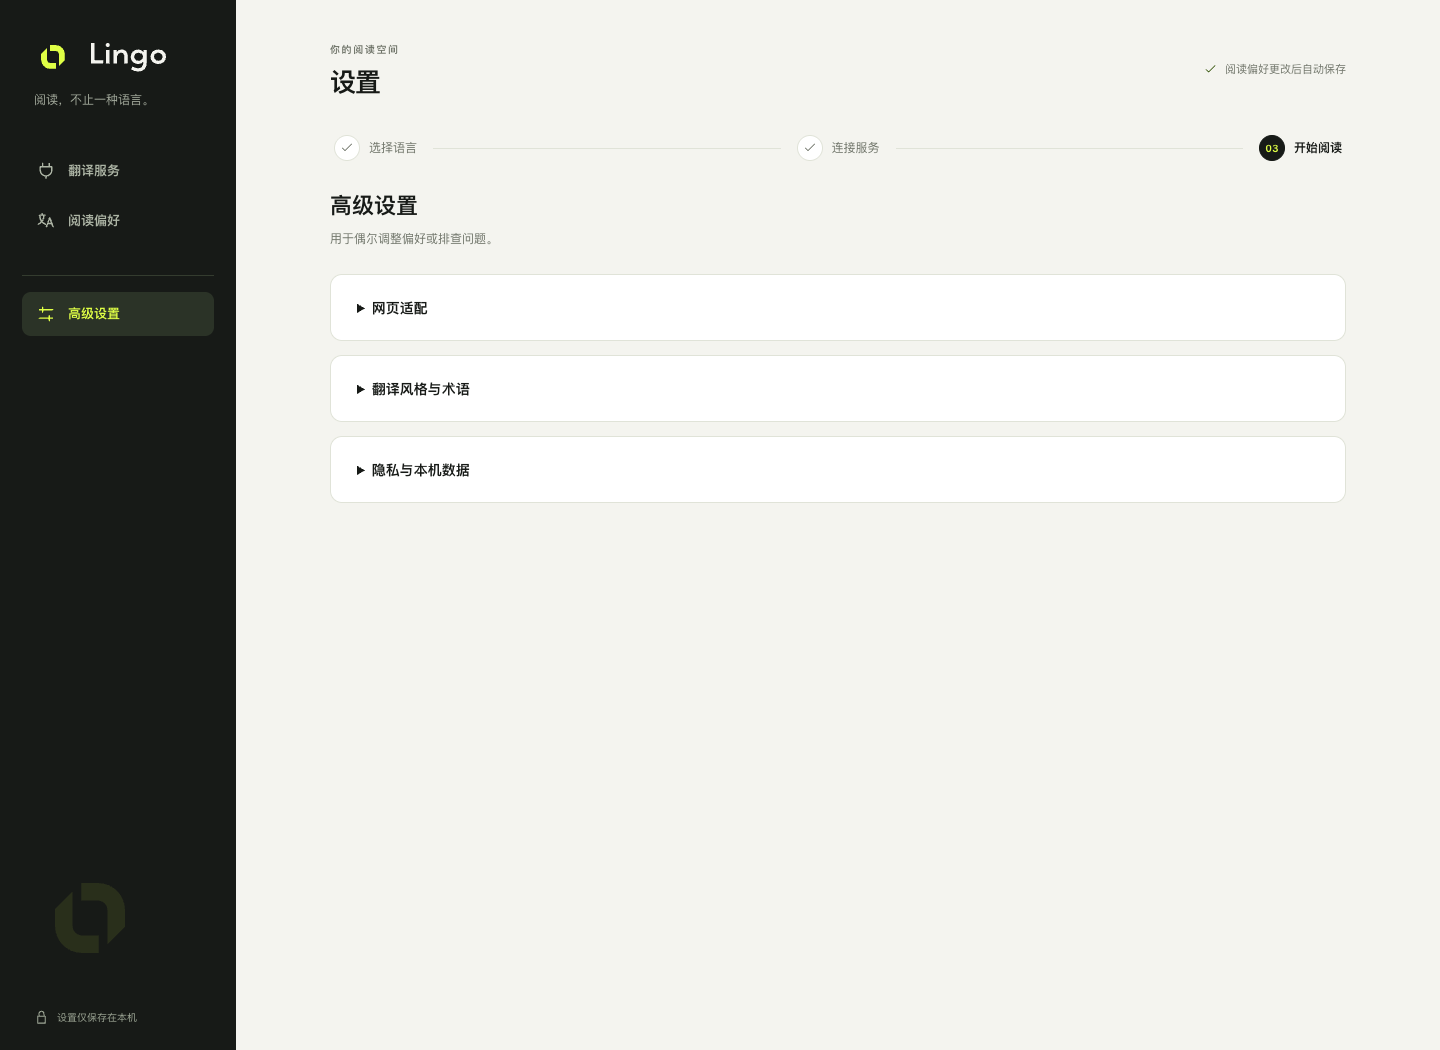 Lingo
阅读，不止一种语言。
翻译服务
阅读偏好
高级设置
设置仅保存在本机
你的阅读空间
设置
阅读偏好更改后自动保存
选择语言
连接服务
03 开始阅读
高级设置
用于偶尔调整偏好或排查问题。
网页适配
翻译风格与术语
隐私与本机数据